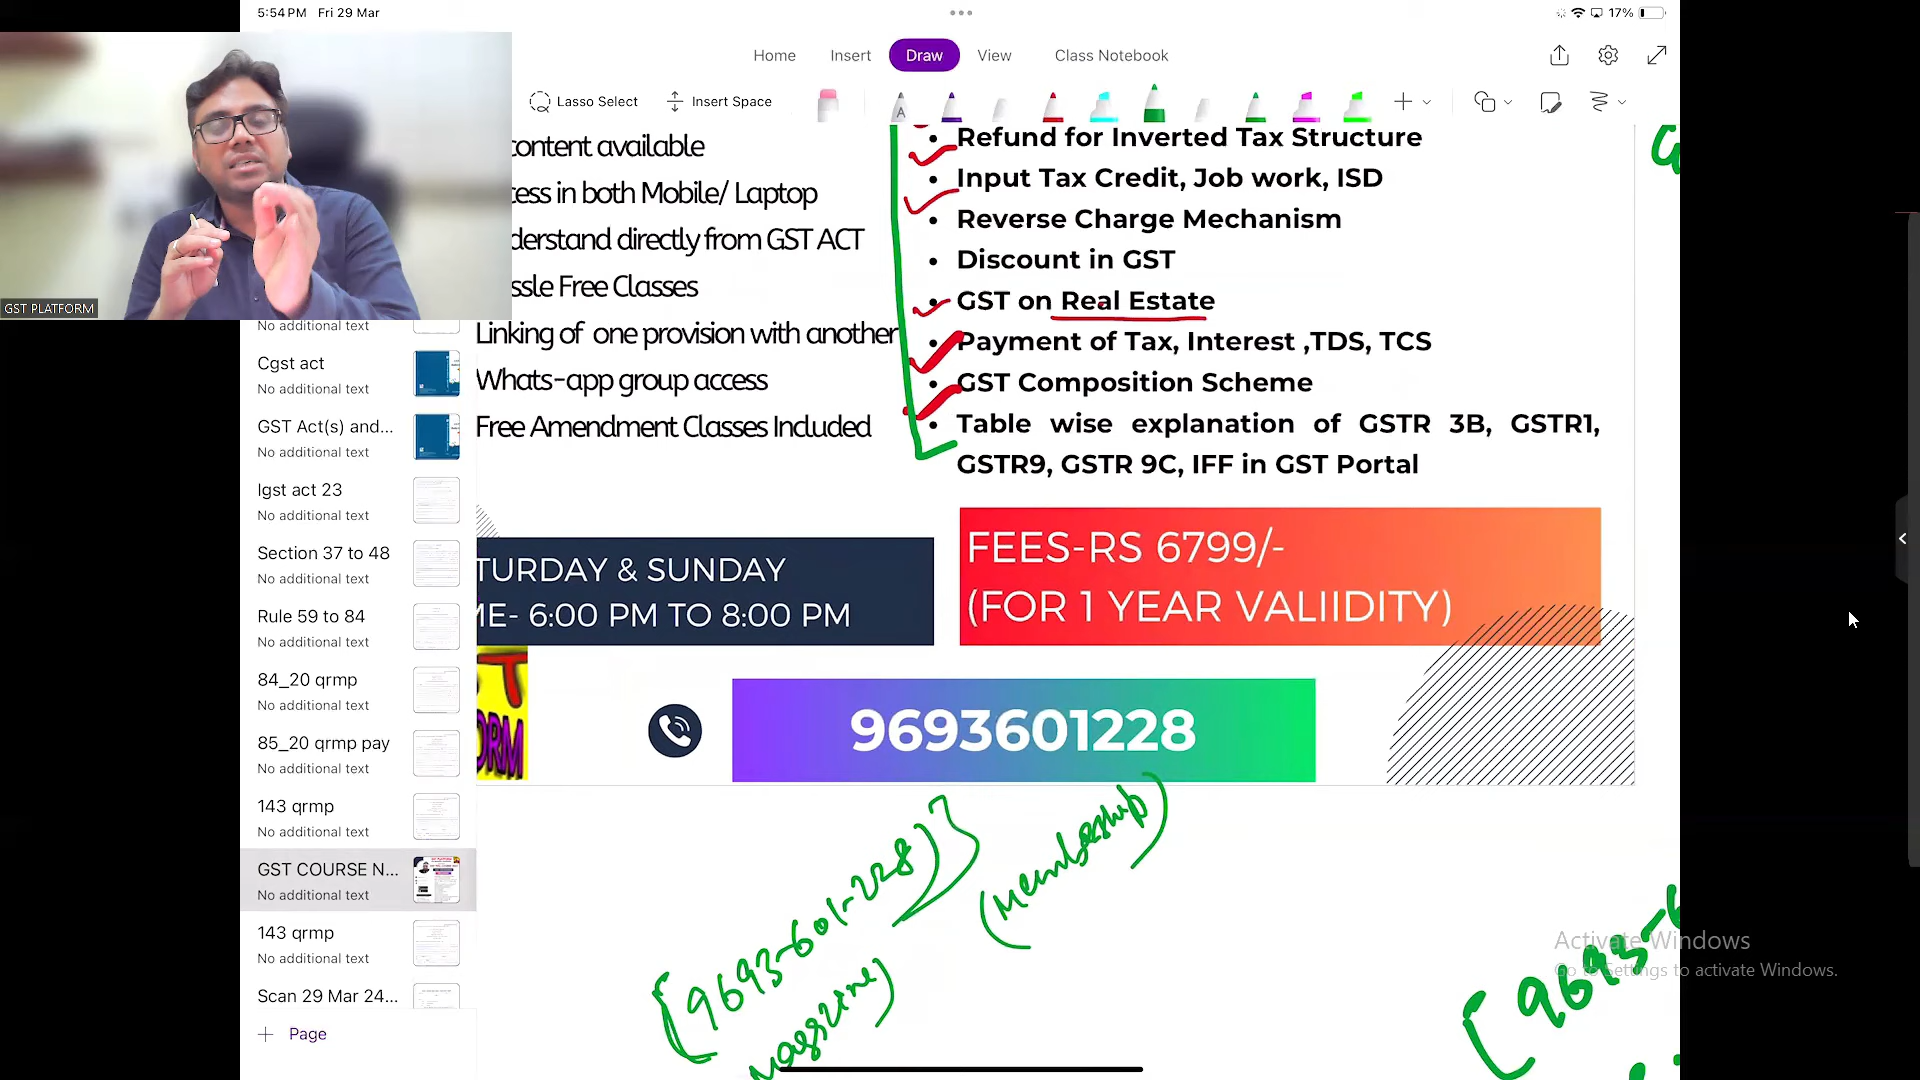 5:54 PM Fri 29 Mar
17%
Home Insert Draw View Class Notebook
Lasso Select Insert Space
GST PLATFORM
No additional text
Cgst act
No additional text
GST Act(s) and...
No additional text
Igst act 23
No additional text
Section 37 to 48
No additional text
Rule 59 to 84
No additional text
84_20 qrmp
No additional text
85_20 qrmp pay
No additional text
143 qrmp
No additional text
GST COURSE N...
No additional text
143 qrmp
No additional text
Scan 29 Mar 24...
Page
content available
cess in both Mobile/ Laptop
derstand directly from GST ACT
ssle Free Classes
Linking of one provision with another
Whats-app group access
Free Amendment Classes Included
• Refund for Inverted Tax Structure
• Input Tax Credit, Job work, ISD
• Reverse Charge Mechanism
• Discount in GST
• GST on Real Estate
• Payment of Tax, Interest ,TDS, TCS
• GST Composition Scheme
• Table wise explanation of GSTR 3B, GSTR1,
GSTR9, GSTR 9C, IFF in GST Portal
TURDAY & SUNDAY
ME- 6:00 PM TO 8:00 PM
FEES-RS 6799/-
(FOR 1 YEAR VALIIDITY)
9693601228
[9693-601-228]
(Membership)
Activate Windows
Go to Settings to activate Windows.